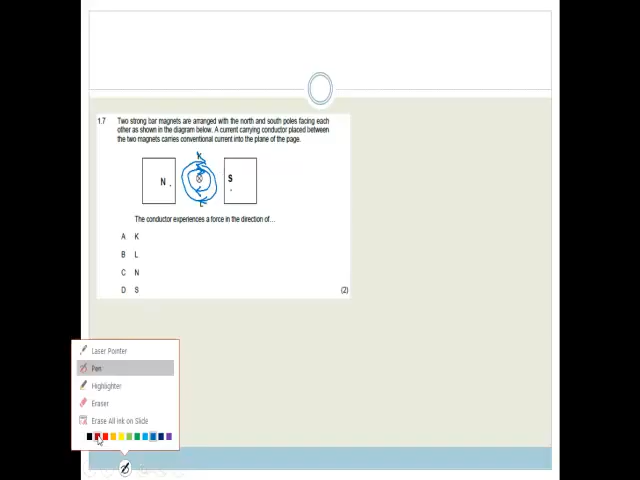 1.7 Two strong bar magnets are arranged with the north and south poles facing each
other as shown in the diagram below. A current carrying conductor placed between
the two magnets carries conventional current into the plane of the page.
K
N
S
L
The conductor experiences a force in the direction of...
A K
B L
C N
D S
(2)
Laser Pointer
Pen
Highlighter
Eraser
Erase All Ink on Slide